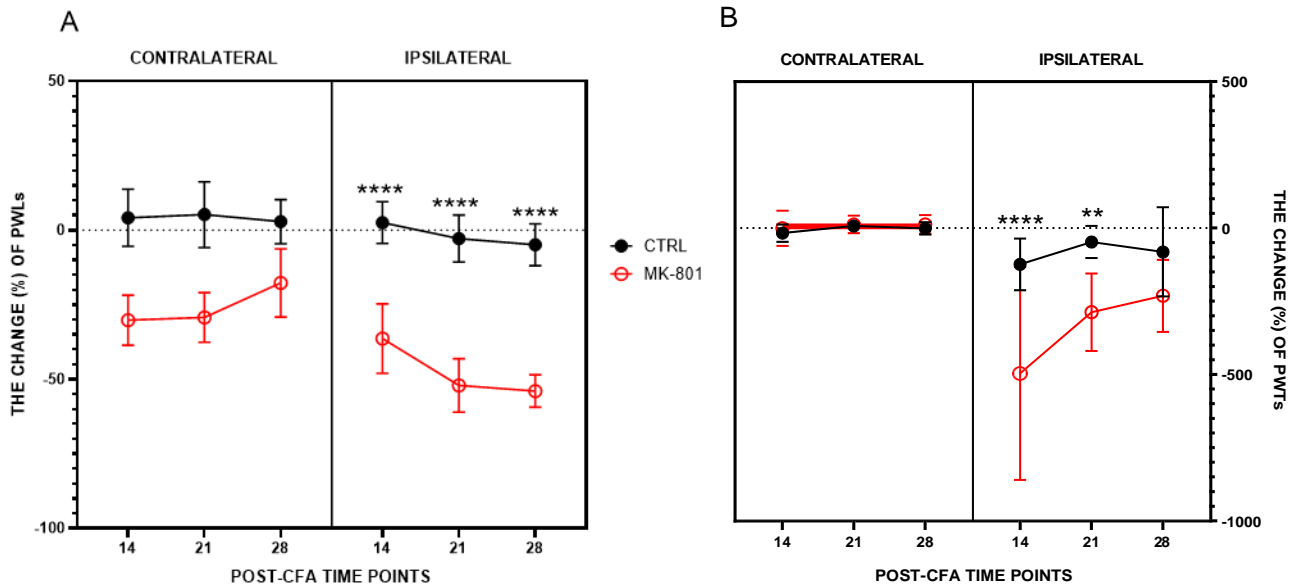 A
CONTRALATERAL IPSILATERAL
THE CHANGE (%) OF PWLs
50
0
-50
-100
**** **** ****
14 21 28 14 21 28
POST-CFA TIME POINTS
CTRL
MK-801
B
CONTRALATERAL IPSILATERAL
500
0
-500
-1000
THE CHANGE (%) OF PWTs
**** **
14 21 28 14 21 28
POST-CFA TIME POINTS